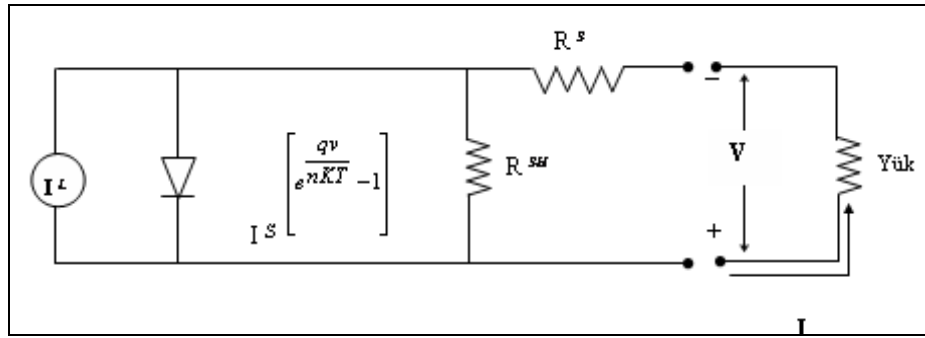 R S
–
I L
I S [ e^(qv/nKT) -1 ]
R SH
V
Yük
+
I